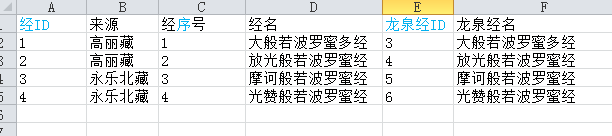 A B C D E F
经ID 来源 经序号 经名 龙泉经ID 龙泉经名
1 高丽藏 1 大般若波罗蜜多经 3 大般若波罗蜜多经
2 高丽藏 2 放光般若波罗蜜经 4 放光般若波罗蜜经
3 永乐北藏 3 摩诃般若波罗蜜经 5 摩诃般若波罗蜜经
4 永乐北藏 4 光赞般若波罗蜜经 6 光赞般若波罗蜜经